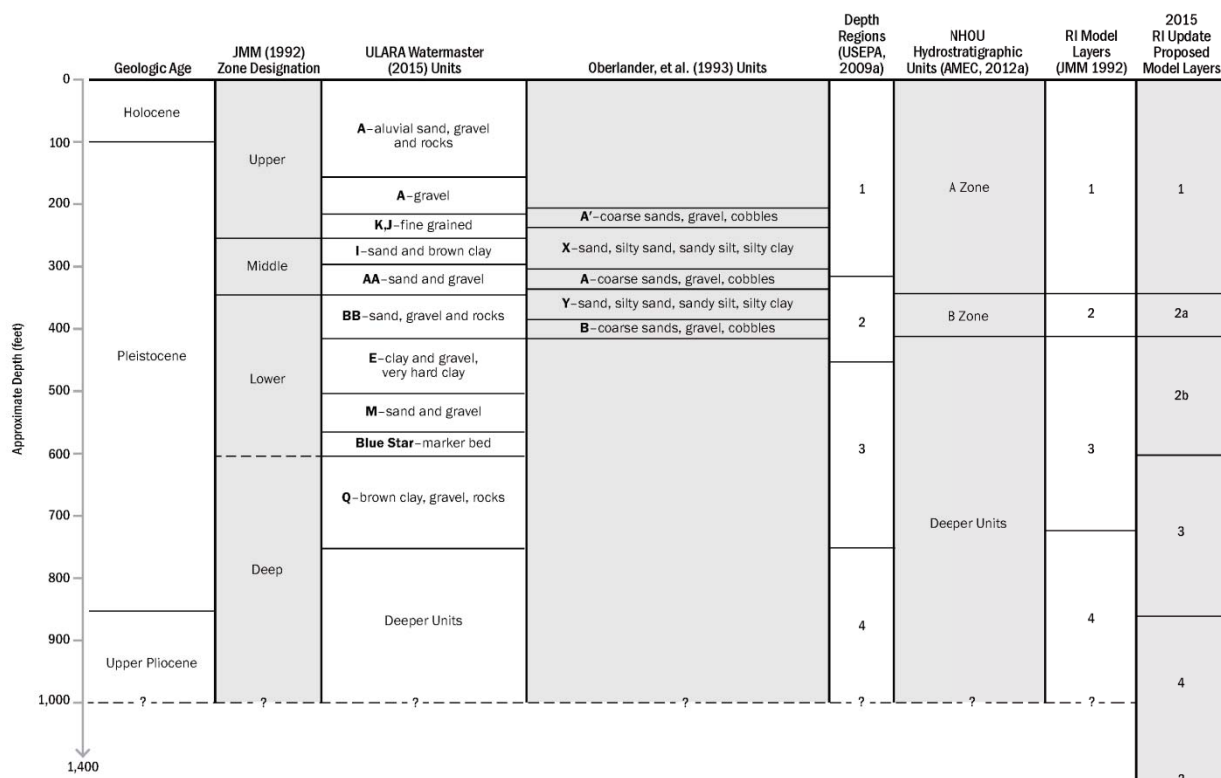 Geologic Age
JMM (1992)
Zone Designation
ULARA Watermaster
(2015) Units
Oberlander, et al. (1993) Units
Depth
Regions
(USEPA,
2009a)
NHOU
Hydrostratigraphic
Units (AMEC, 2012a)
RI Model
Layers
(JMM 1992)
2015
RI Update
Proposed
Model Layers
Approximate Depth (feet)
0
100
200
300
400
500
600
700
800
900
1,000
1,400
Holocene
Pleistocene
Upper Pliocene
?
Upper
Middle
Lower
Deep
?
A–aluvial sand, gravel
and rocks
A–gravel
K,J–fine grained
I–sand and brown clay
AA–sand and gravel
BB–sand, gravel and rocks
E–clay and gravel,
very hard clay
M–sand and gravel
Blue Star–marker bed
Q–brown clay, gravel, rocks
Deeper Units
?
A′–coarse sands, gravel, cobbles
X–sand, silty sand, sandy silt, silty clay
A–coarse sands, gravel, cobbles
Y–sand, silty sand, sandy silt, silty clay
B–coarse sands, gravel, cobbles
?
1
2
3
4
?
A Zone
B Zone
Deeper Units
?
1
2
3
4
?
1
2a
2b
3
4